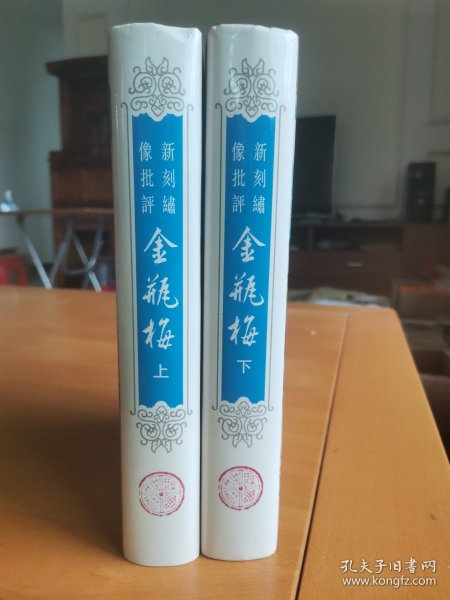 新刻繡
像批評
金瓶梅
上
新刻繡
像批評
金瓶梅
下
孔夫子旧书网
www.kongfz.com